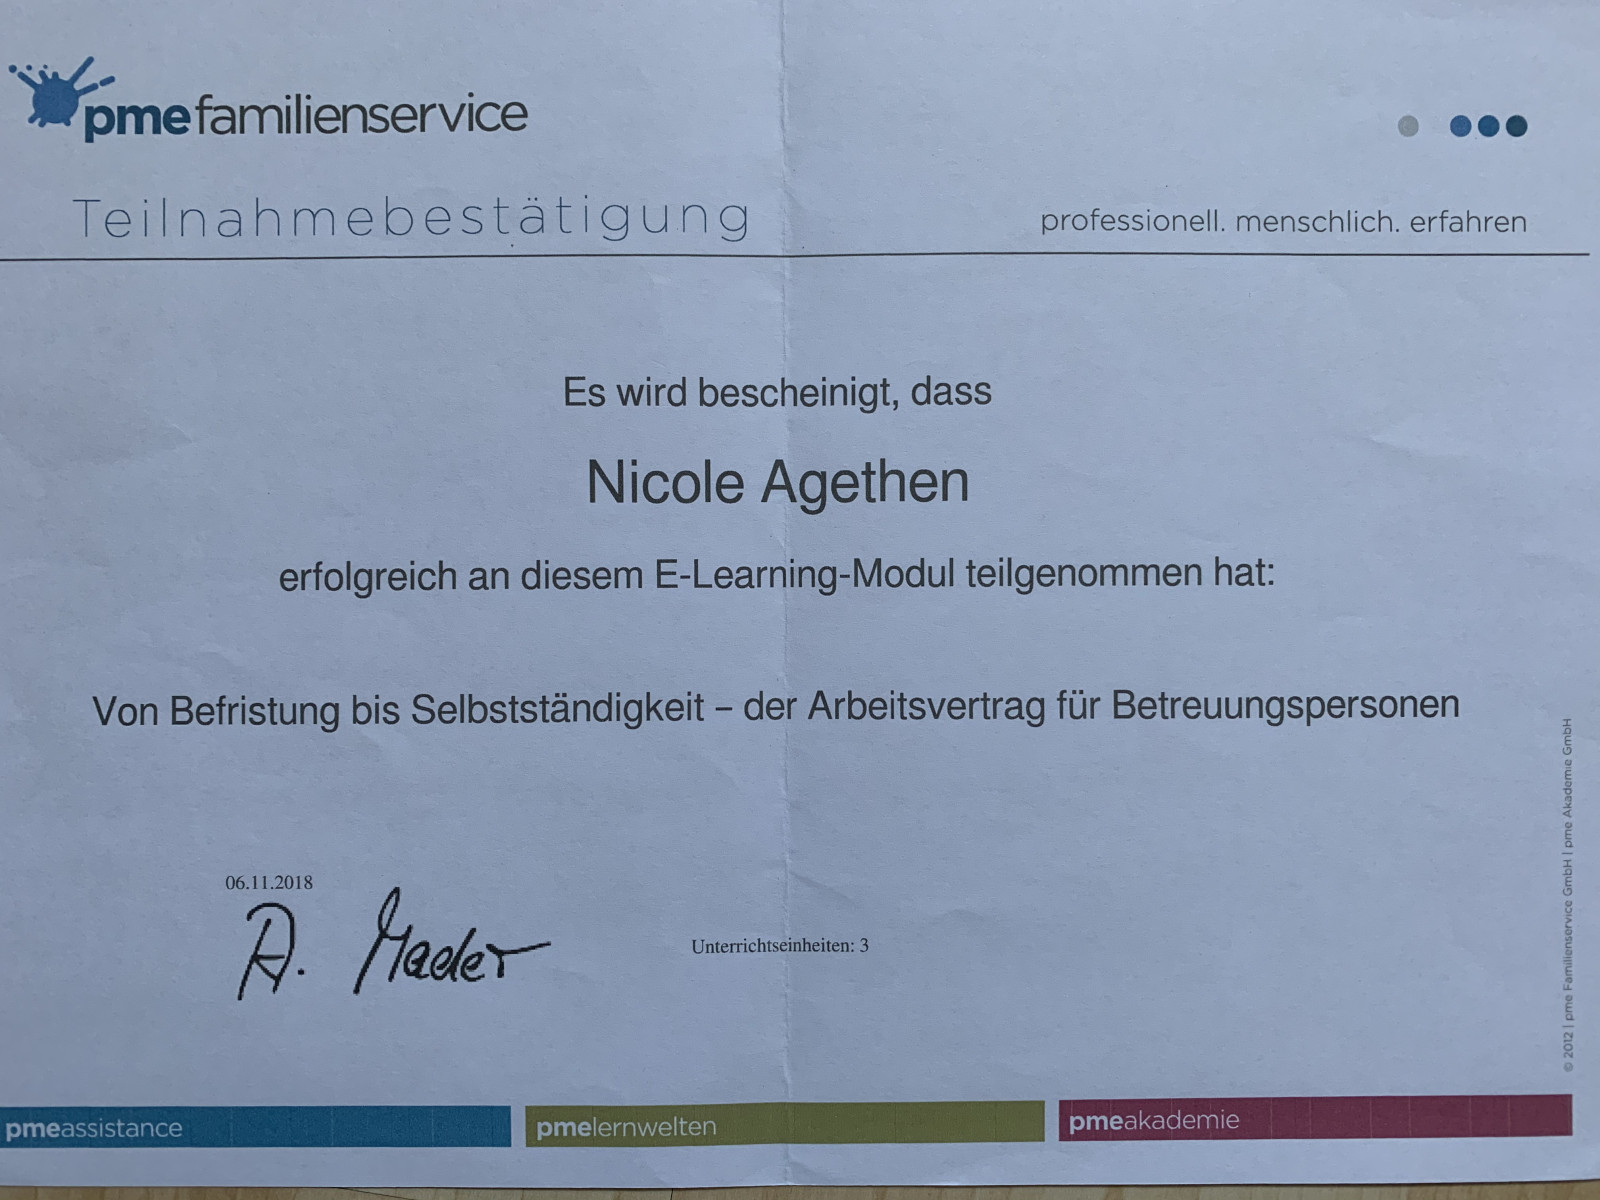 pmefamilienservice
Teilnahmebestätigung
professionell. menschlich. erfahren
Es wird bescheinigt, dass
Nicole Agethen
erfolgreich an diesem E-Learning-Modul teilgenommen hat:
Von Befristung bis Selbstständigkeit – der Arbeitsvertrag für Betreuungspersonen
06.11.2018
A. Mader
Unterrichtseinheiten: 3
© 2012 | pme Familienservice GmbH | pme Akademie GmbH
pmeassistance
pmelernwelten
pmeakademie